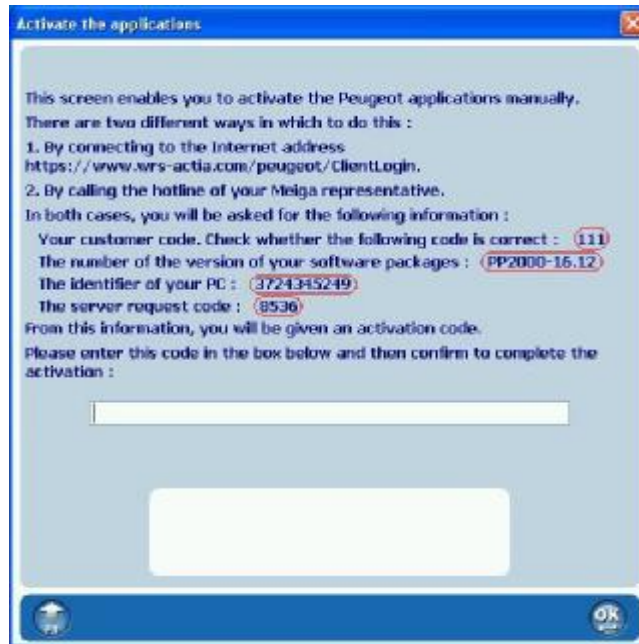 Activate the applications
This screen enables you to activate the Peugeot applications manually.
There are two different ways in which to do this :
1. By connecting to the Internet address
https://www.wrs-actia.com/peugeot/ClientLogin.
2. By calling the hotline of your Meiga representative.
In both cases, you will be asked for the following information :
Your customer code. Check whether the following code is correct : 111
The number of the version of your software packages : PP2000-16.12
The identifier of your PC : 3724345249
The server request code : 8536
From this information, you will be given an activation code.
Please enter this code in the box below and then confirm to complete the
activation :
OK